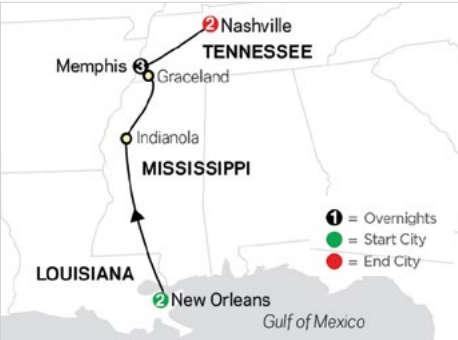 2 Nashville
TENNESSEE
Memphis 3
Graceland
Indianola
MISSISSIPPI
1 = Overnights
= Start City
= End City
LOUISIANA
2 New Orleans
Gulf of Mexico